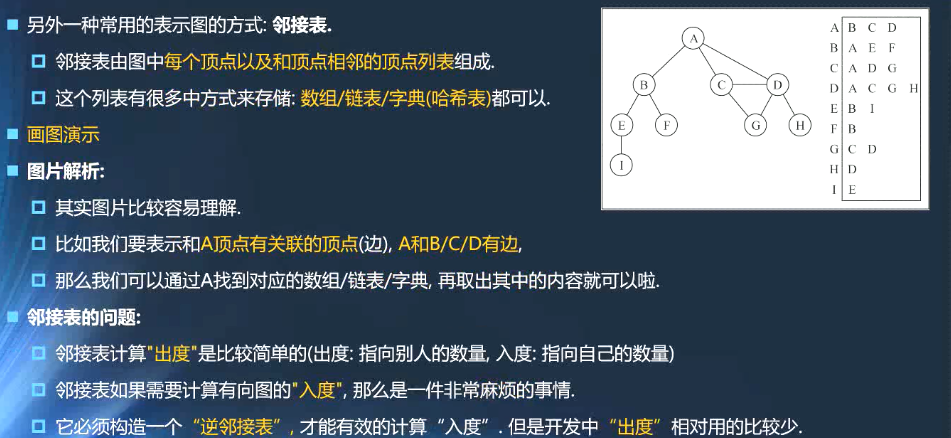 另外一种常用的表示图的方式: 邻接表.
邻接表由图中每个顶点以及和顶点相邻的顶点列表组成.
这个列表有很多中方式来存储: 数组/链表/字典(哈希表)都可以.
画图演示
图片解析:
其实图片比较容易理解.
比如我们要表示和A顶点有关联的顶点(边), A和B/C/D有边,
那么我们可以通过A找到对应的数组/链表/字典, 再取出其中的内容就可以啦.
邻接表的问题:
邻接表计算"出度"是比较简单的(出度: 指向别人的数量, 入度: 指向自己的数量)
邻接表如果需要计算有向图的"入度", 那么是一件非常麻烦的事情.
它必须构造一个“逆邻接表”, 才能有效的计算“入度”. 但是开发中“出度”相对用的比较少.
A
B C D
E F G H
I
A B C D
B A E F
C A D G
D A C G H
E B I
F B
G C D
H D
I E